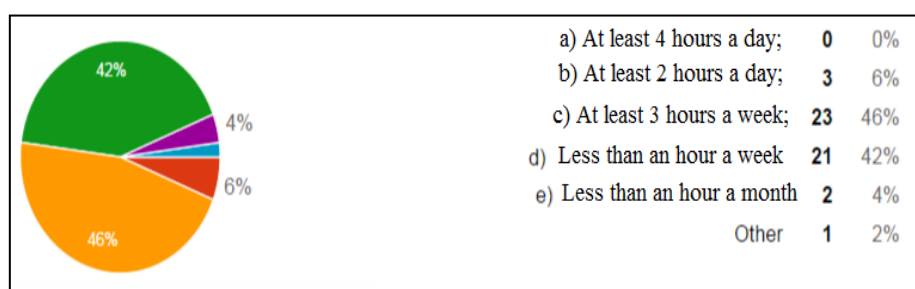 42%
4%
6%
46%
a) At least 4 hours a day; 0 0%
b) At least 2 hours a day; 3 6%
c) At least 3 hours a week; 23 46%
d) Less than an hour a week 21 42%
e) Less than an hour a month 2 4%
Other 1 2%